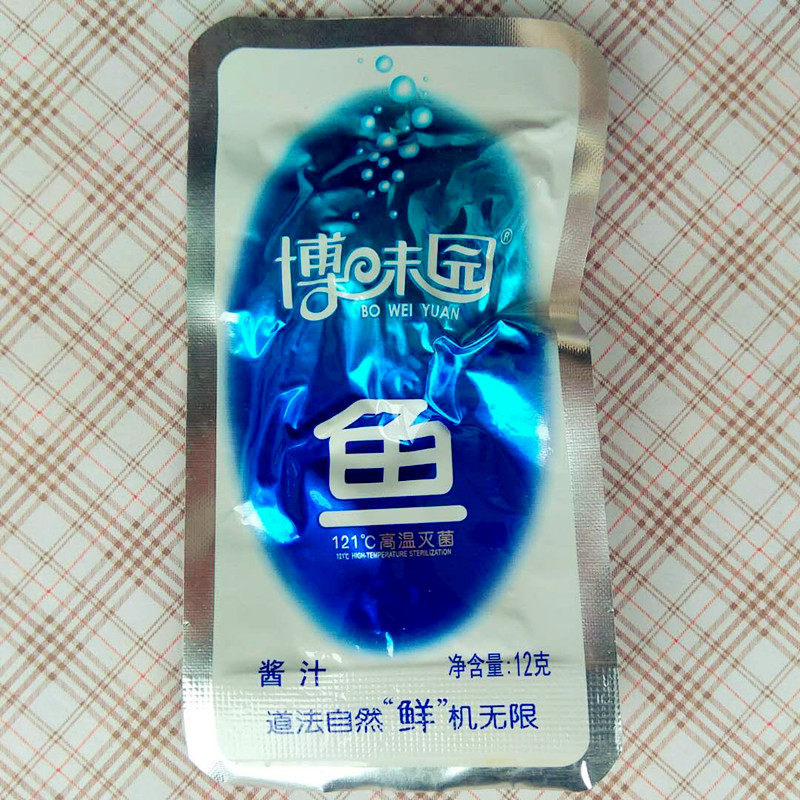 博味园®
BO WEI YUAN
鱼
121℃高温灭菌
121℃ HIGH-TEMPERATURE STERILIZATION
酱汁 净含量:12克
道法自然“鲜”机无限